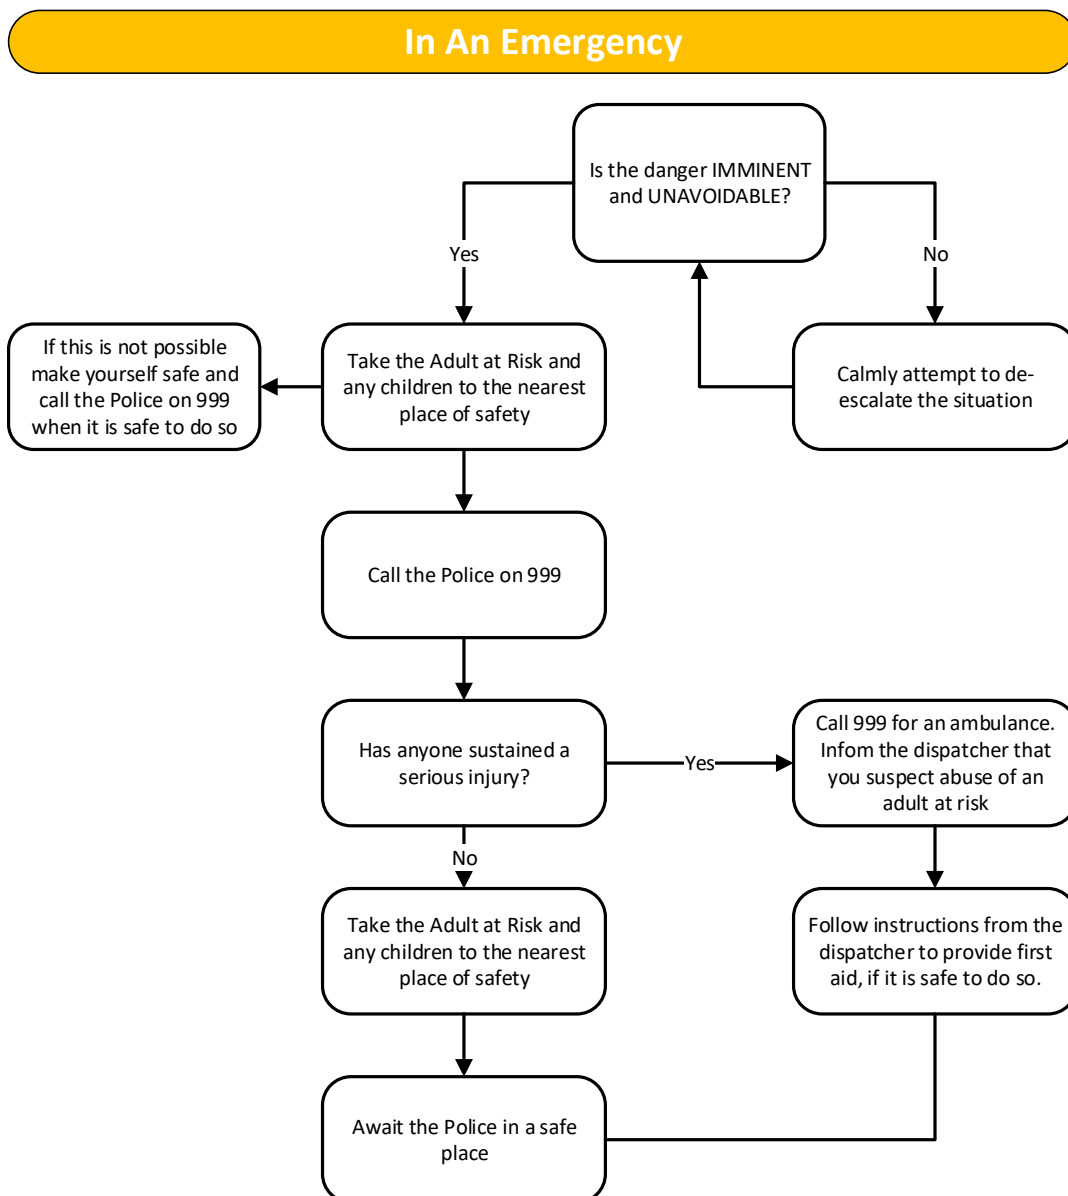 In An Emergency
Is the danger IMMINENT
and UNAVOIDABLE?
Yes
No
If this is not possible
make yourself safe and
call the Police on 999
when it is safe to do so
Take the Adult at Risk and
any children to the nearest
place of safety
Calmly attempt to de-
escalate the situation
Call the Police on 999
Has anyone sustained a
serious injury?
Yes
Call 999 for an ambulance.
Infom the dispatcher that
you suspect abuse of an
adult at risk
No
Take the Adult at Risk and
any children to the nearest
place of safety
Follow instructions from the
dispatcher to provide first
aid, if it is safe to do so.
Await the Police in a safe
place